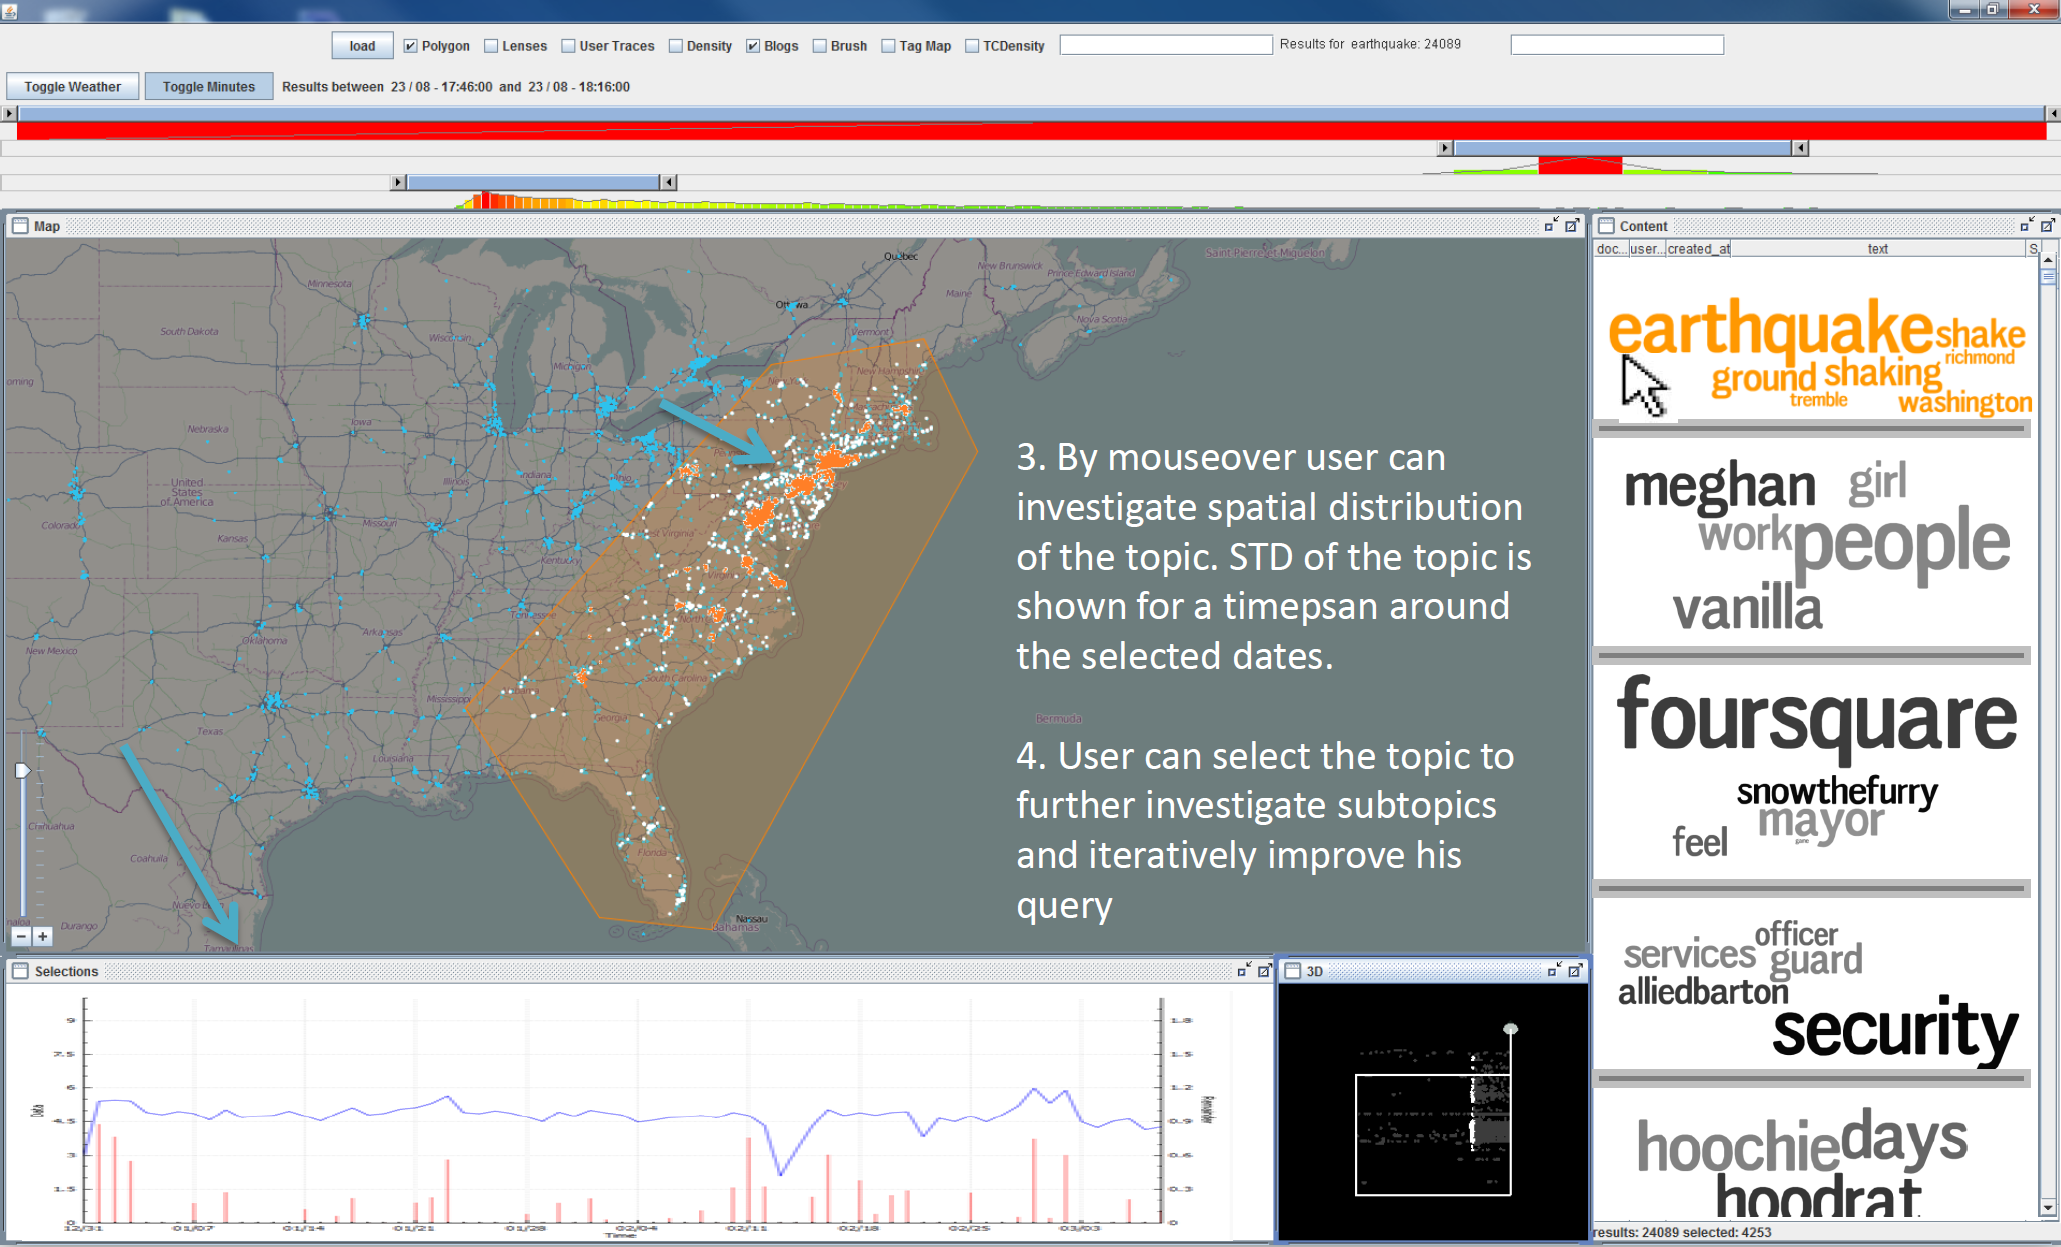 load Polygon Lenses User Traces Density Blogs Brush Tag Map TCDensity Results for earthquake: 24089
Toggle Weather Toggle Minutes Results between 23 / 08 - 17:46:00 and 23 / 08 - 18:16:00
Map
Content
doc... user... created_at text S
Québec
Saint-Pierre-et-Miquelon
New Brunswick
Prince Edward Island
Minnesota
Maine
Ottawa
Nova Scotia
South Dakota
Wisconsin
Vermont
Michigan
New Hampshire
oming
Nebraska
Iowa
United
States
of America
Illinois
Indiana
Ohio
Colorado
Missouri
Kansas
Kentucky
Virginia
Oklahoma
Arkansas
New Mexico
South Carolina
Mississippi
Georgia
Texas
Bermuda
Louisiana
Chihuahua
Coahuila
Florida
Durango
Tamaulipas
Nassau
Bahamas
3. By mouseover user can
investigate spatial distribution
of the topic. STD of the topic is
shown for a timepsan around
the selected dates.
4. User can select the topic to
further investigate subtopics
and iteratively improve his
query
earthquake shake
richmond
ground shaking
tremble washington
meghan girl
work people
vanilla
foursquare
snowthefurry
mayor
feel
game
officer
services guard
alliedbarton
security
hoochie days
hoodrat
results: 24089 selected: 4253
Selections
9
7.5
6
4.5
3
1.5
0
Data
1.8
1.5
1.2
0.9
0.6
0.3
0
Remainder
12/31 01/07 01/14 01/21 01/28 02/04 02/11 02/18 02/25 03/03
Time
3D